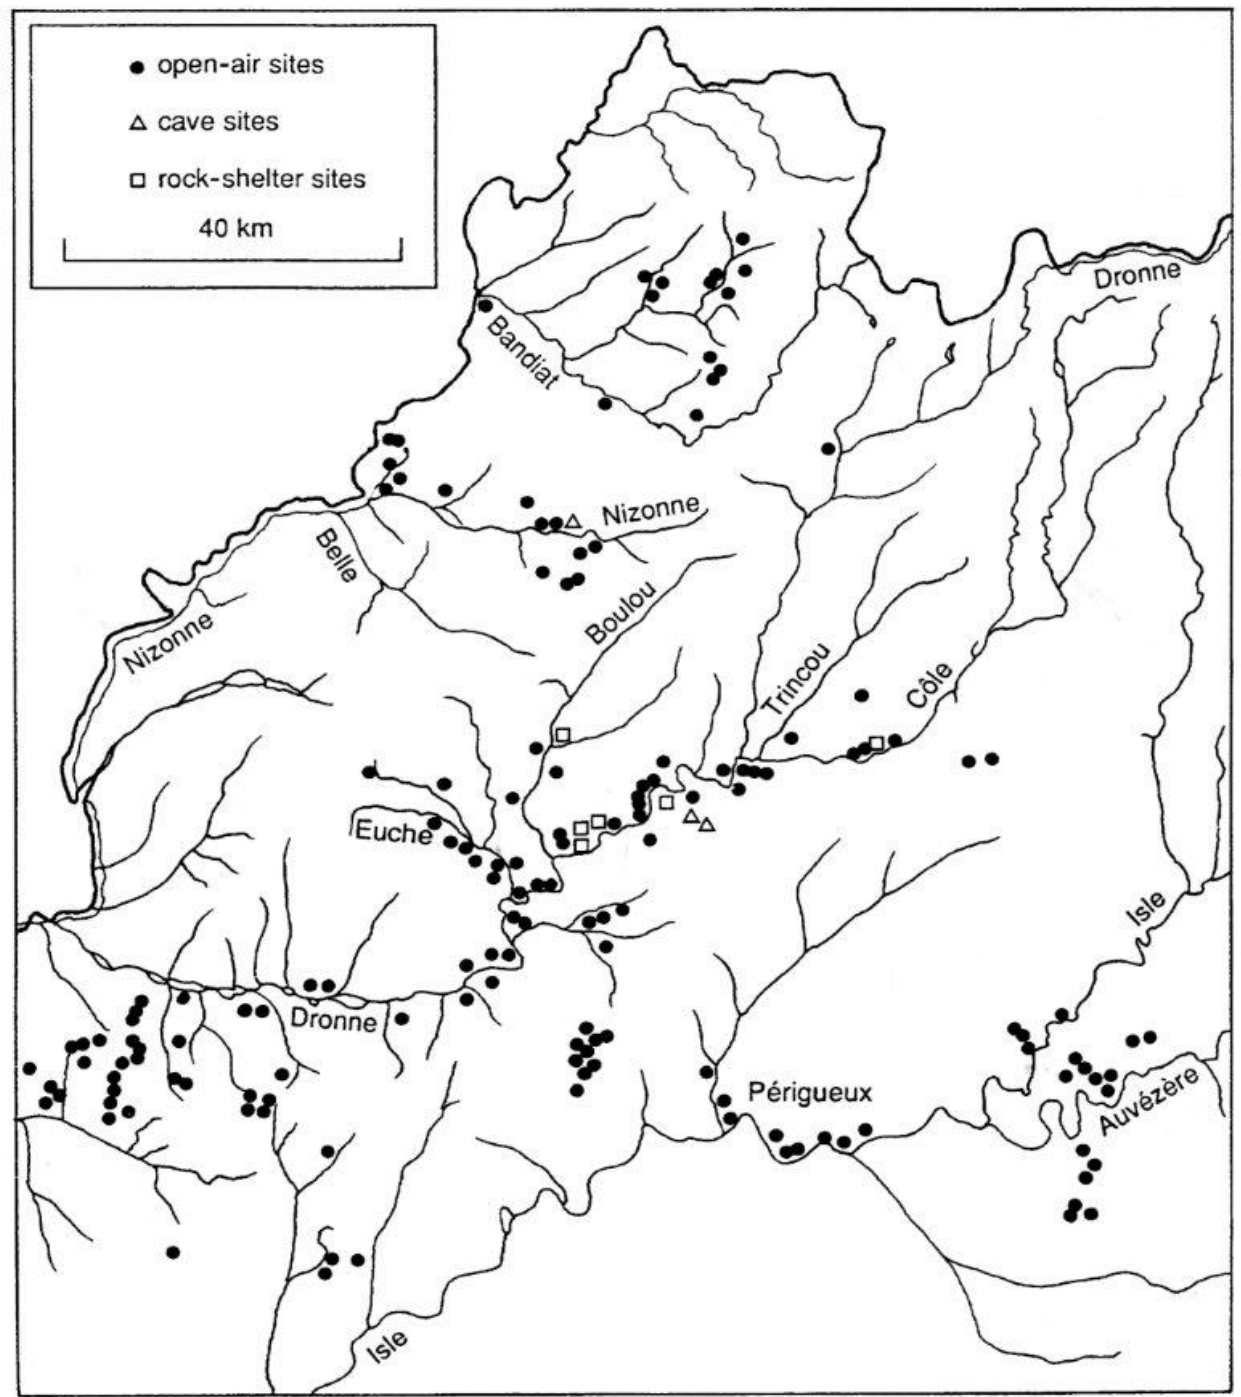 open-air sites
cave sites
rock-shelter sites
40 km
Dronne
Bandiat
Nizonne
Belle
Boulou
Nizonne
Trincou
Côle
Euche
Isle
Dronne
Périgueux
Auvézère
Isle